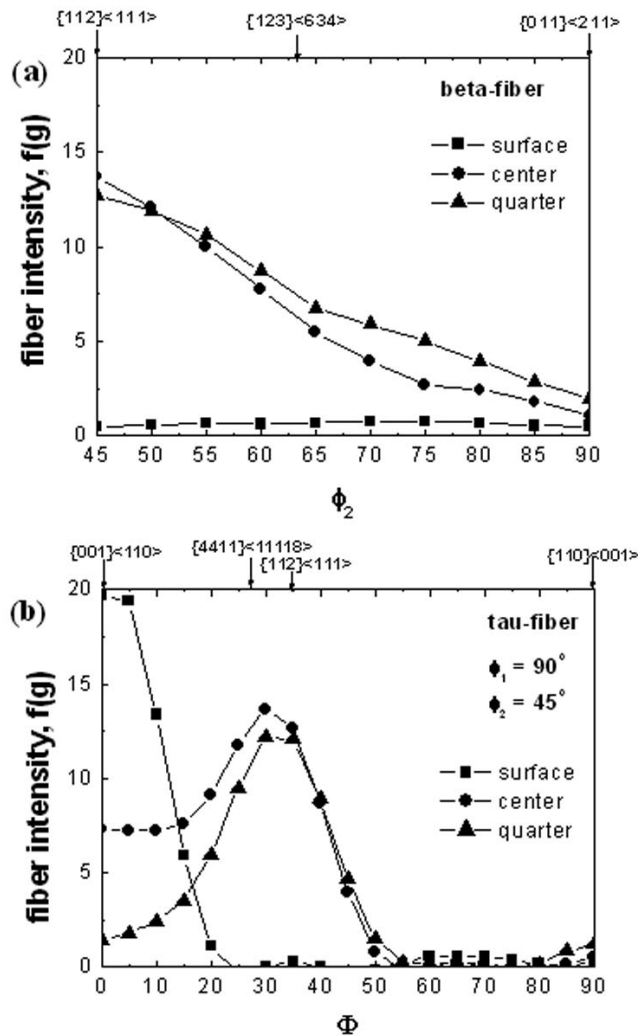 {112}<111> {123}<634> {011}<211>
(a)
20
15
10
5
0
fiber intensity, f(g)
beta-fiber
surface
center
quarter
45 50 55 60 65 70 75 80 85 90
ϕ2
{001}<110> {4411}<11118> {112}<111> {110}<001>
(b)
20
15
10
5
0
fiber intensity, f(g)
tau-fiber
ϕ1 = 90°
ϕ2 = 45°
surface
center
quarter
0 10 20 30 40 50 60 70 80 90
Φ